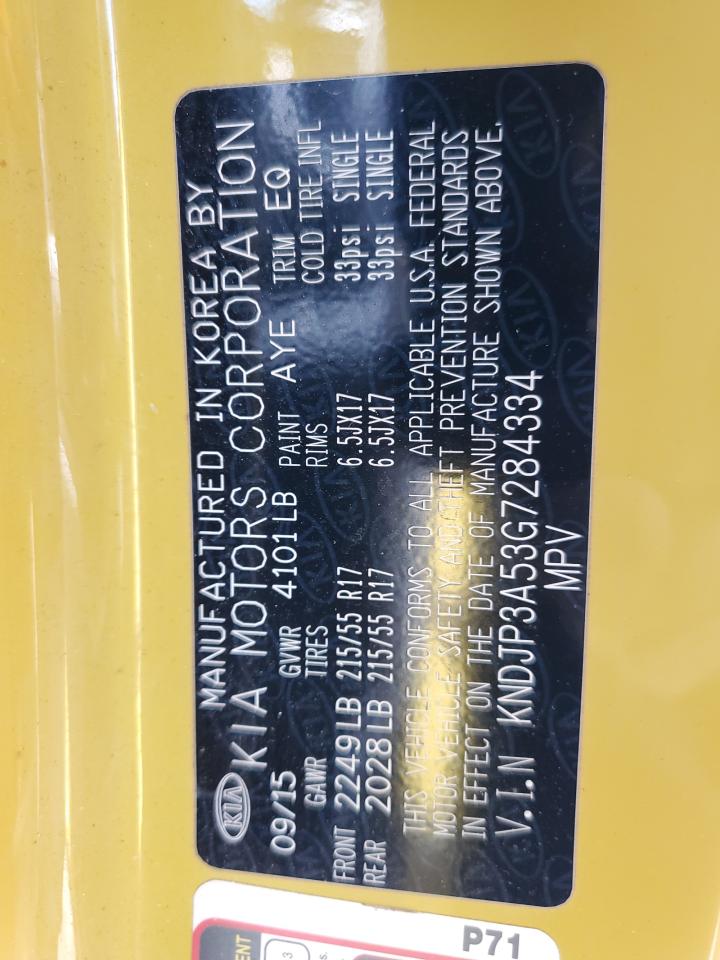 MANUFACTURED IN KOREA BY
KIA KIA MOTORS CORPORATION
09/15 GVWR 4101LB PAINT AYE TRIM EQ
GAWR TIRES RIMS COLD TIRE INFL
FRONT 2249LB 215/55 R17 6.5JX17 33psi SINGLE
REAR 2028LB 215/55 R17 6.5JX17 33psi SINGLE
THIS VEHICLE CONFORMS TO ALL APPLICABLE U.S.A. FEDERAL
MOTOR VEHICLE SAFETY AND THEFT PREVENTION STANDARDS
IN EFFECT ON THE DATE OF MANUFACTURE SHOWN ABOVE.
V.I.N KNDJP3A53G7284334
MPV
P71